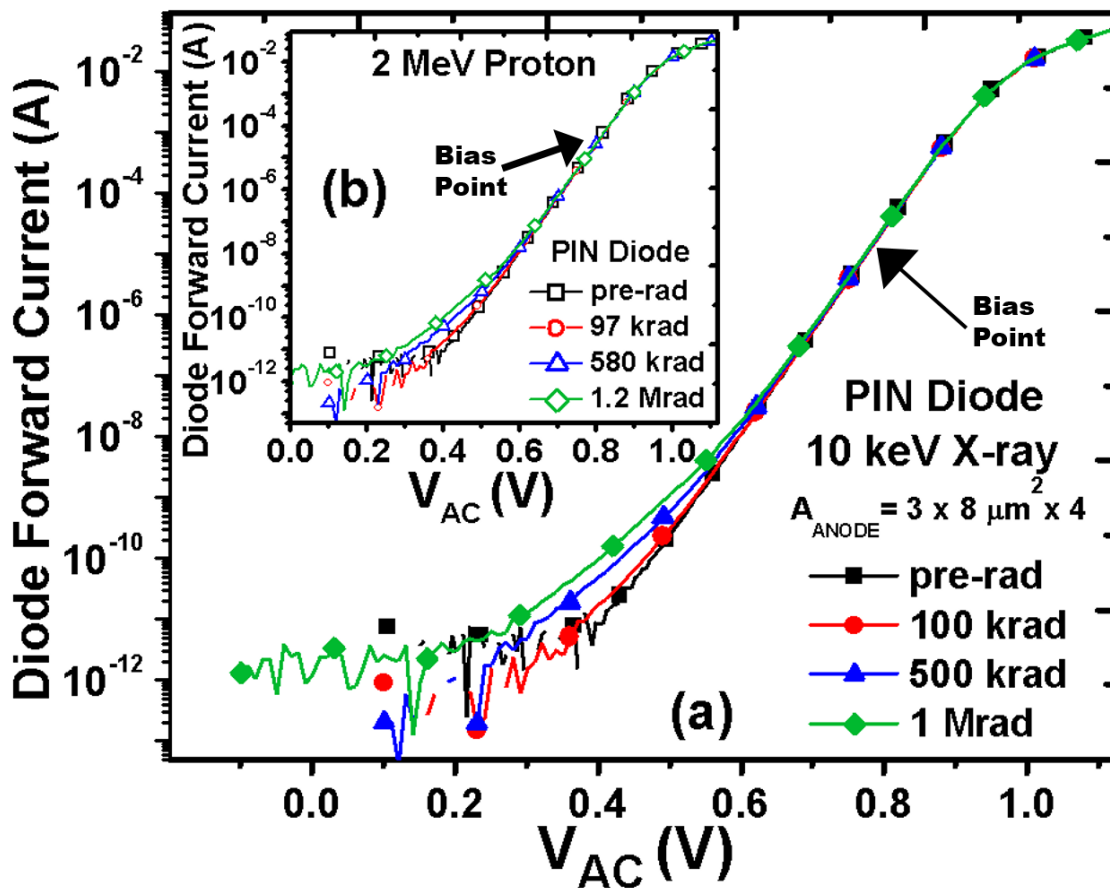 Diode Forward Current (A)
10⁻²
10⁻⁴
10⁻⁶
10⁻⁸
10⁻¹⁰
10⁻¹²
0.0 0.2 0.4 0.6 0.8 1.0
V_AC (V)
Bias
Point
PIN Diode
10 keV X-ray
A_ANODE = 3 x 8 μm² x 4
pre-rad
100 krad
500 krad
1 Mrad
(a)
Diode Forward Current (A)
10⁻²
10⁻⁴
10⁻⁶
10⁻⁸
10⁻¹⁰
10⁻¹²
0.0 0.2 0.4 0.6 0.8 1.0
V_AC (V)
2 MeV Proton
Bias
Point
(b)
PIN Diode
pre-rad
97 krad
580 krad
1.2 Mrad